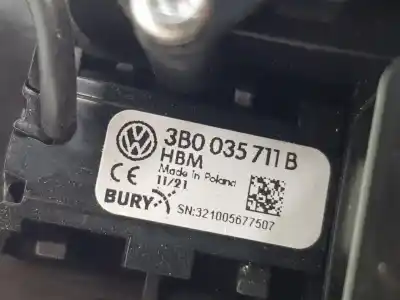 3B0 035 711 B
HBM
Made in Poland
CE 11/21
BURY
SN:321005677507